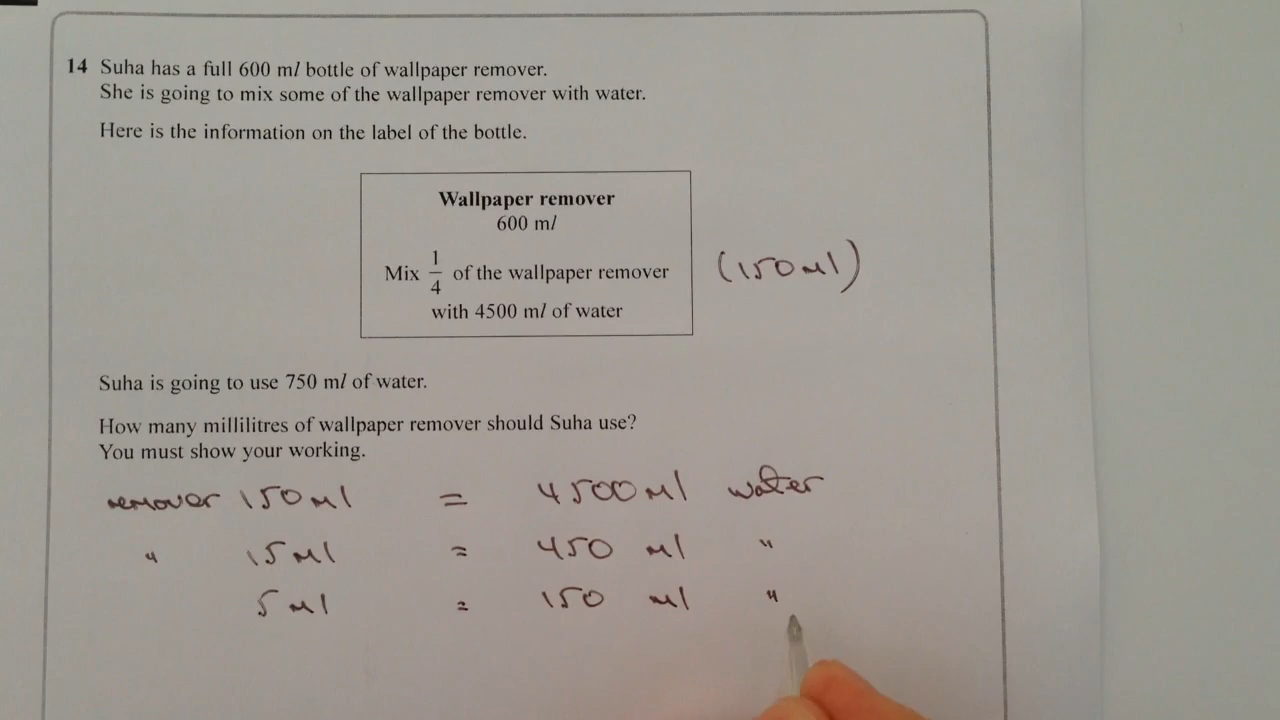 14 Suha has a full 600 ml bottle of wallpaper remover.
She is going to mix some of the wallpaper remover with water.
Here is the information on the label of the bottle.
Wallpaper remover
600 ml
Mix 1/4 of the wallpaper remover (150ml)
with 4500 ml of water
Suha is going to use 750 ml of water.
How many millilitres of wallpaper remover should Suha use?
You must show your working.
remover 150ml = 4500ml water
" 15ml = 450 ml "
5ml = 150 ml "